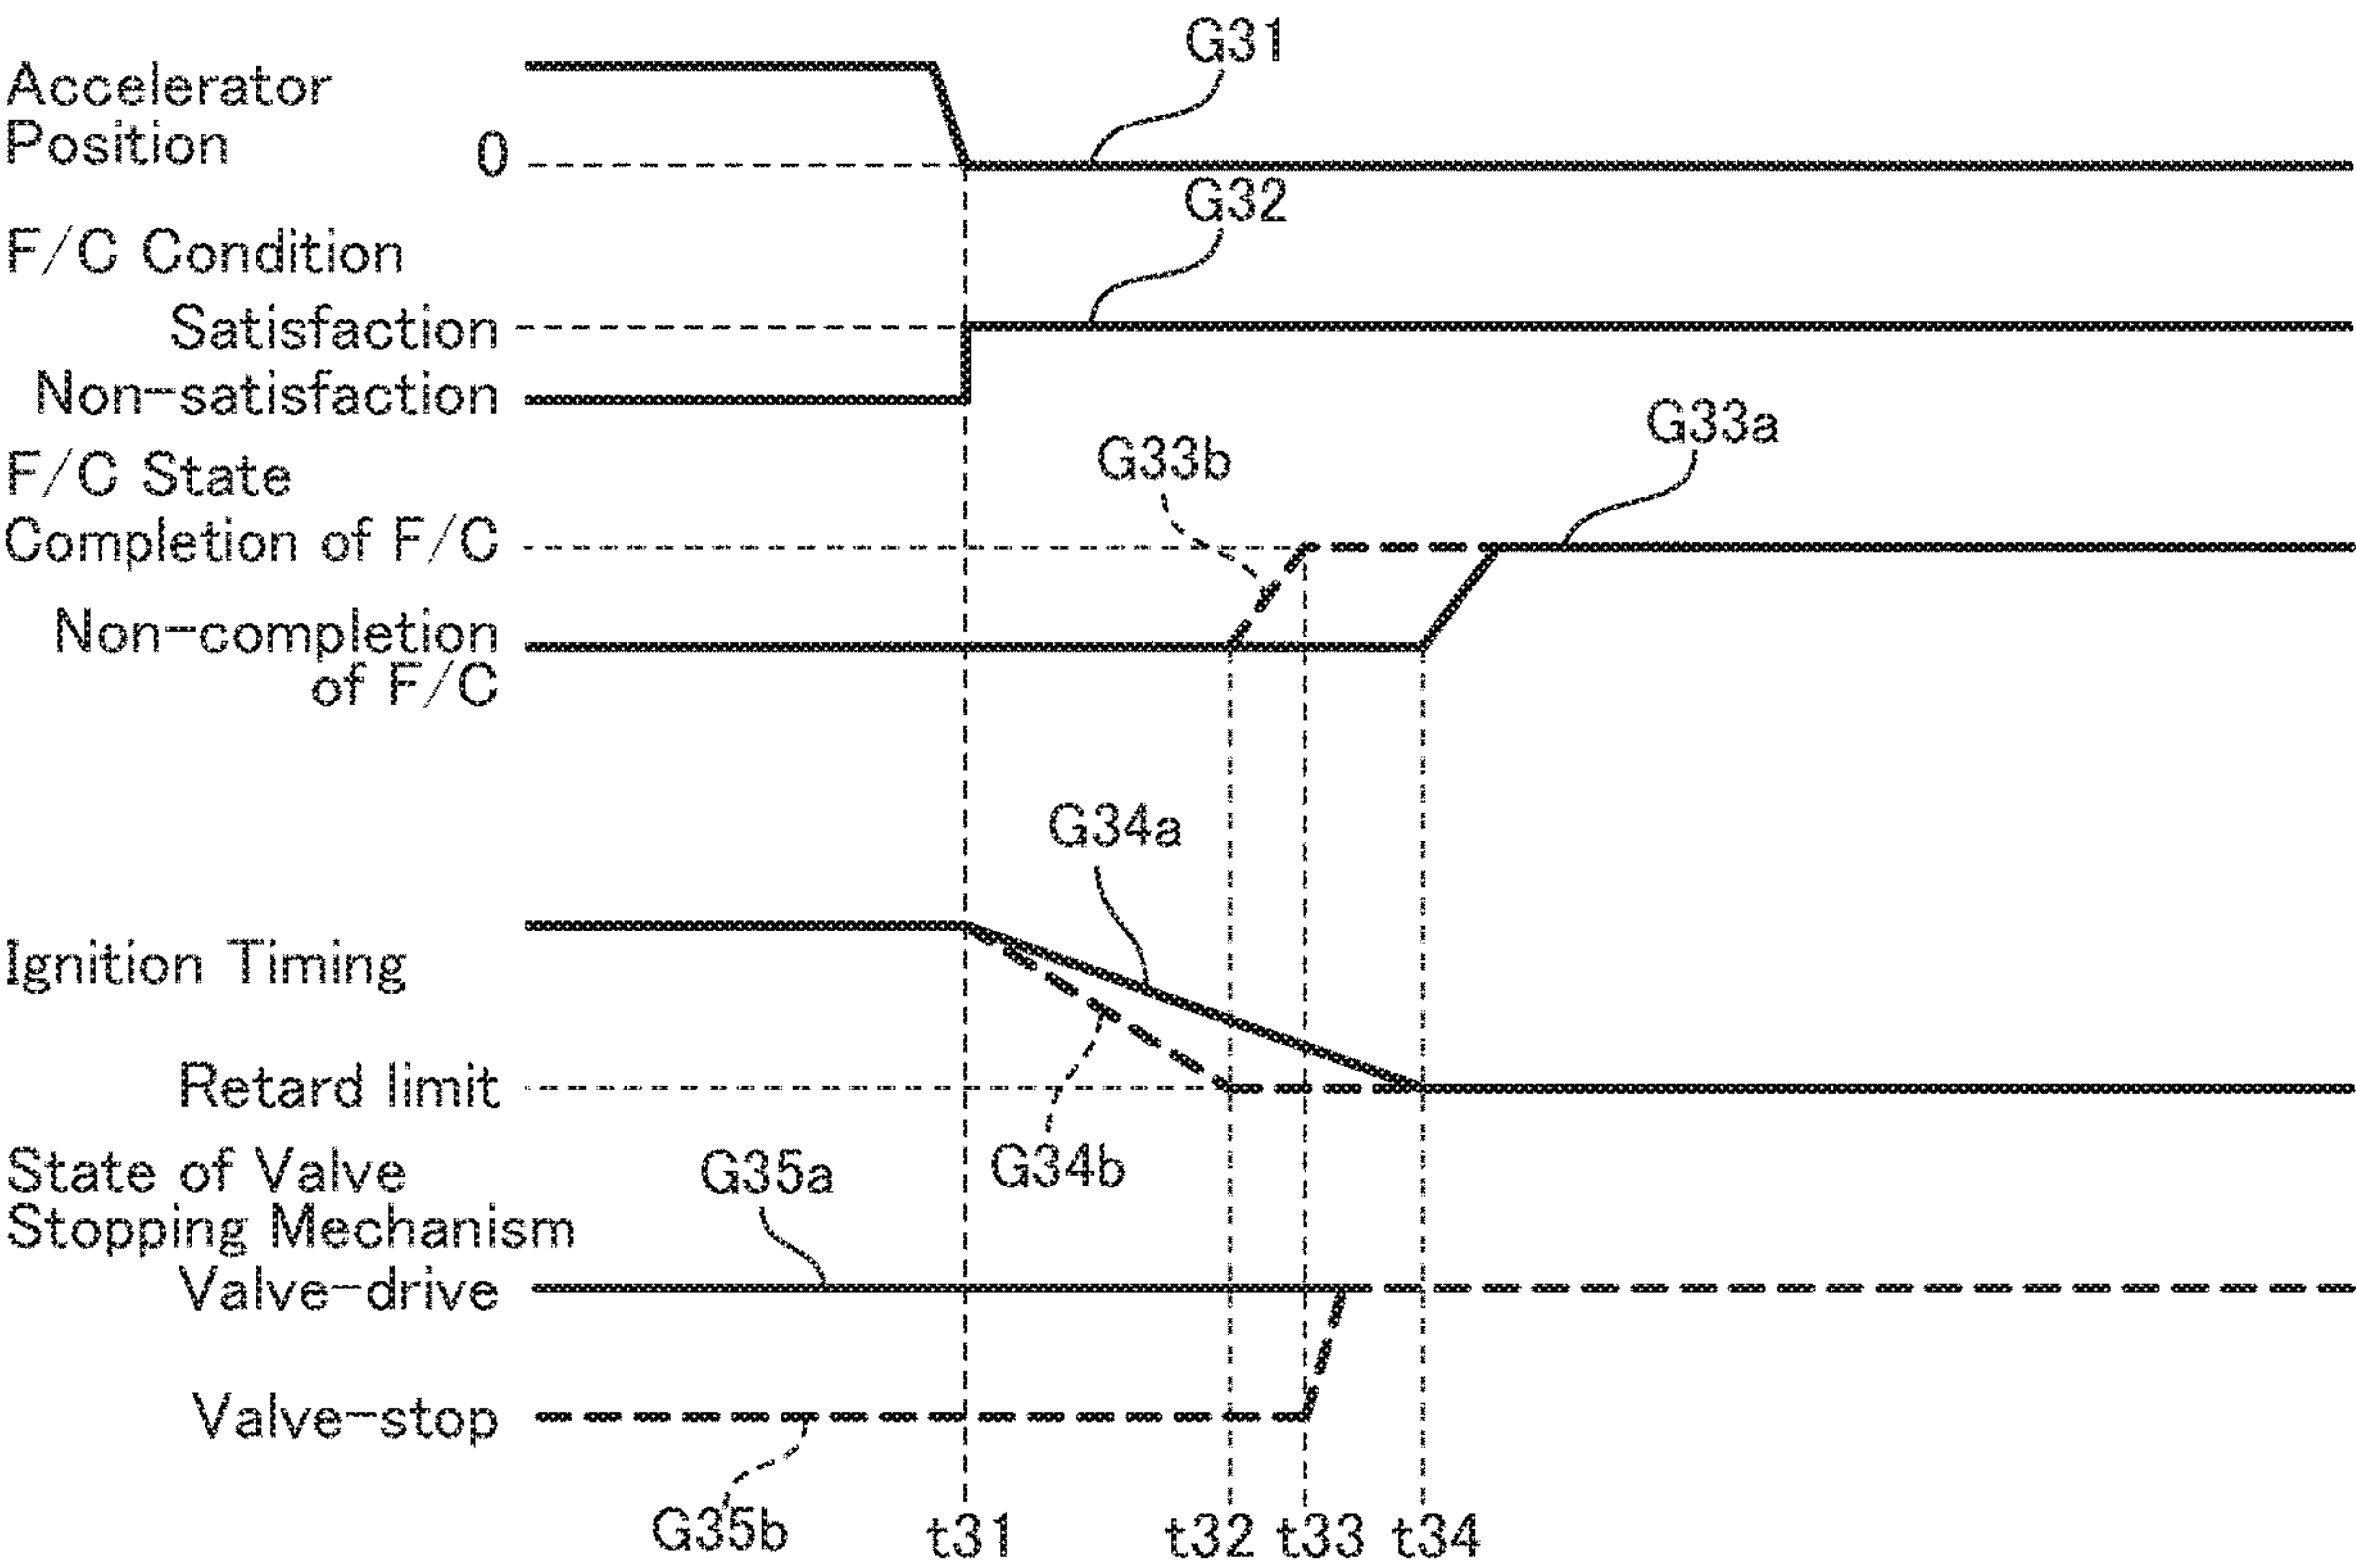 G31
Accelerator
Position
0
G32
F/C Condition
Satisfaction
Non-satisfaction
G33a
G33b
F/C State
Completion of F/C
Non-completion
of F/C
G34a
Ignition Timing
Retard limit
G34b
State of Valve
Stopping Mechanism
G35a
Valve-drive
Valve-stop
G35b
t31
t32
t33
t34